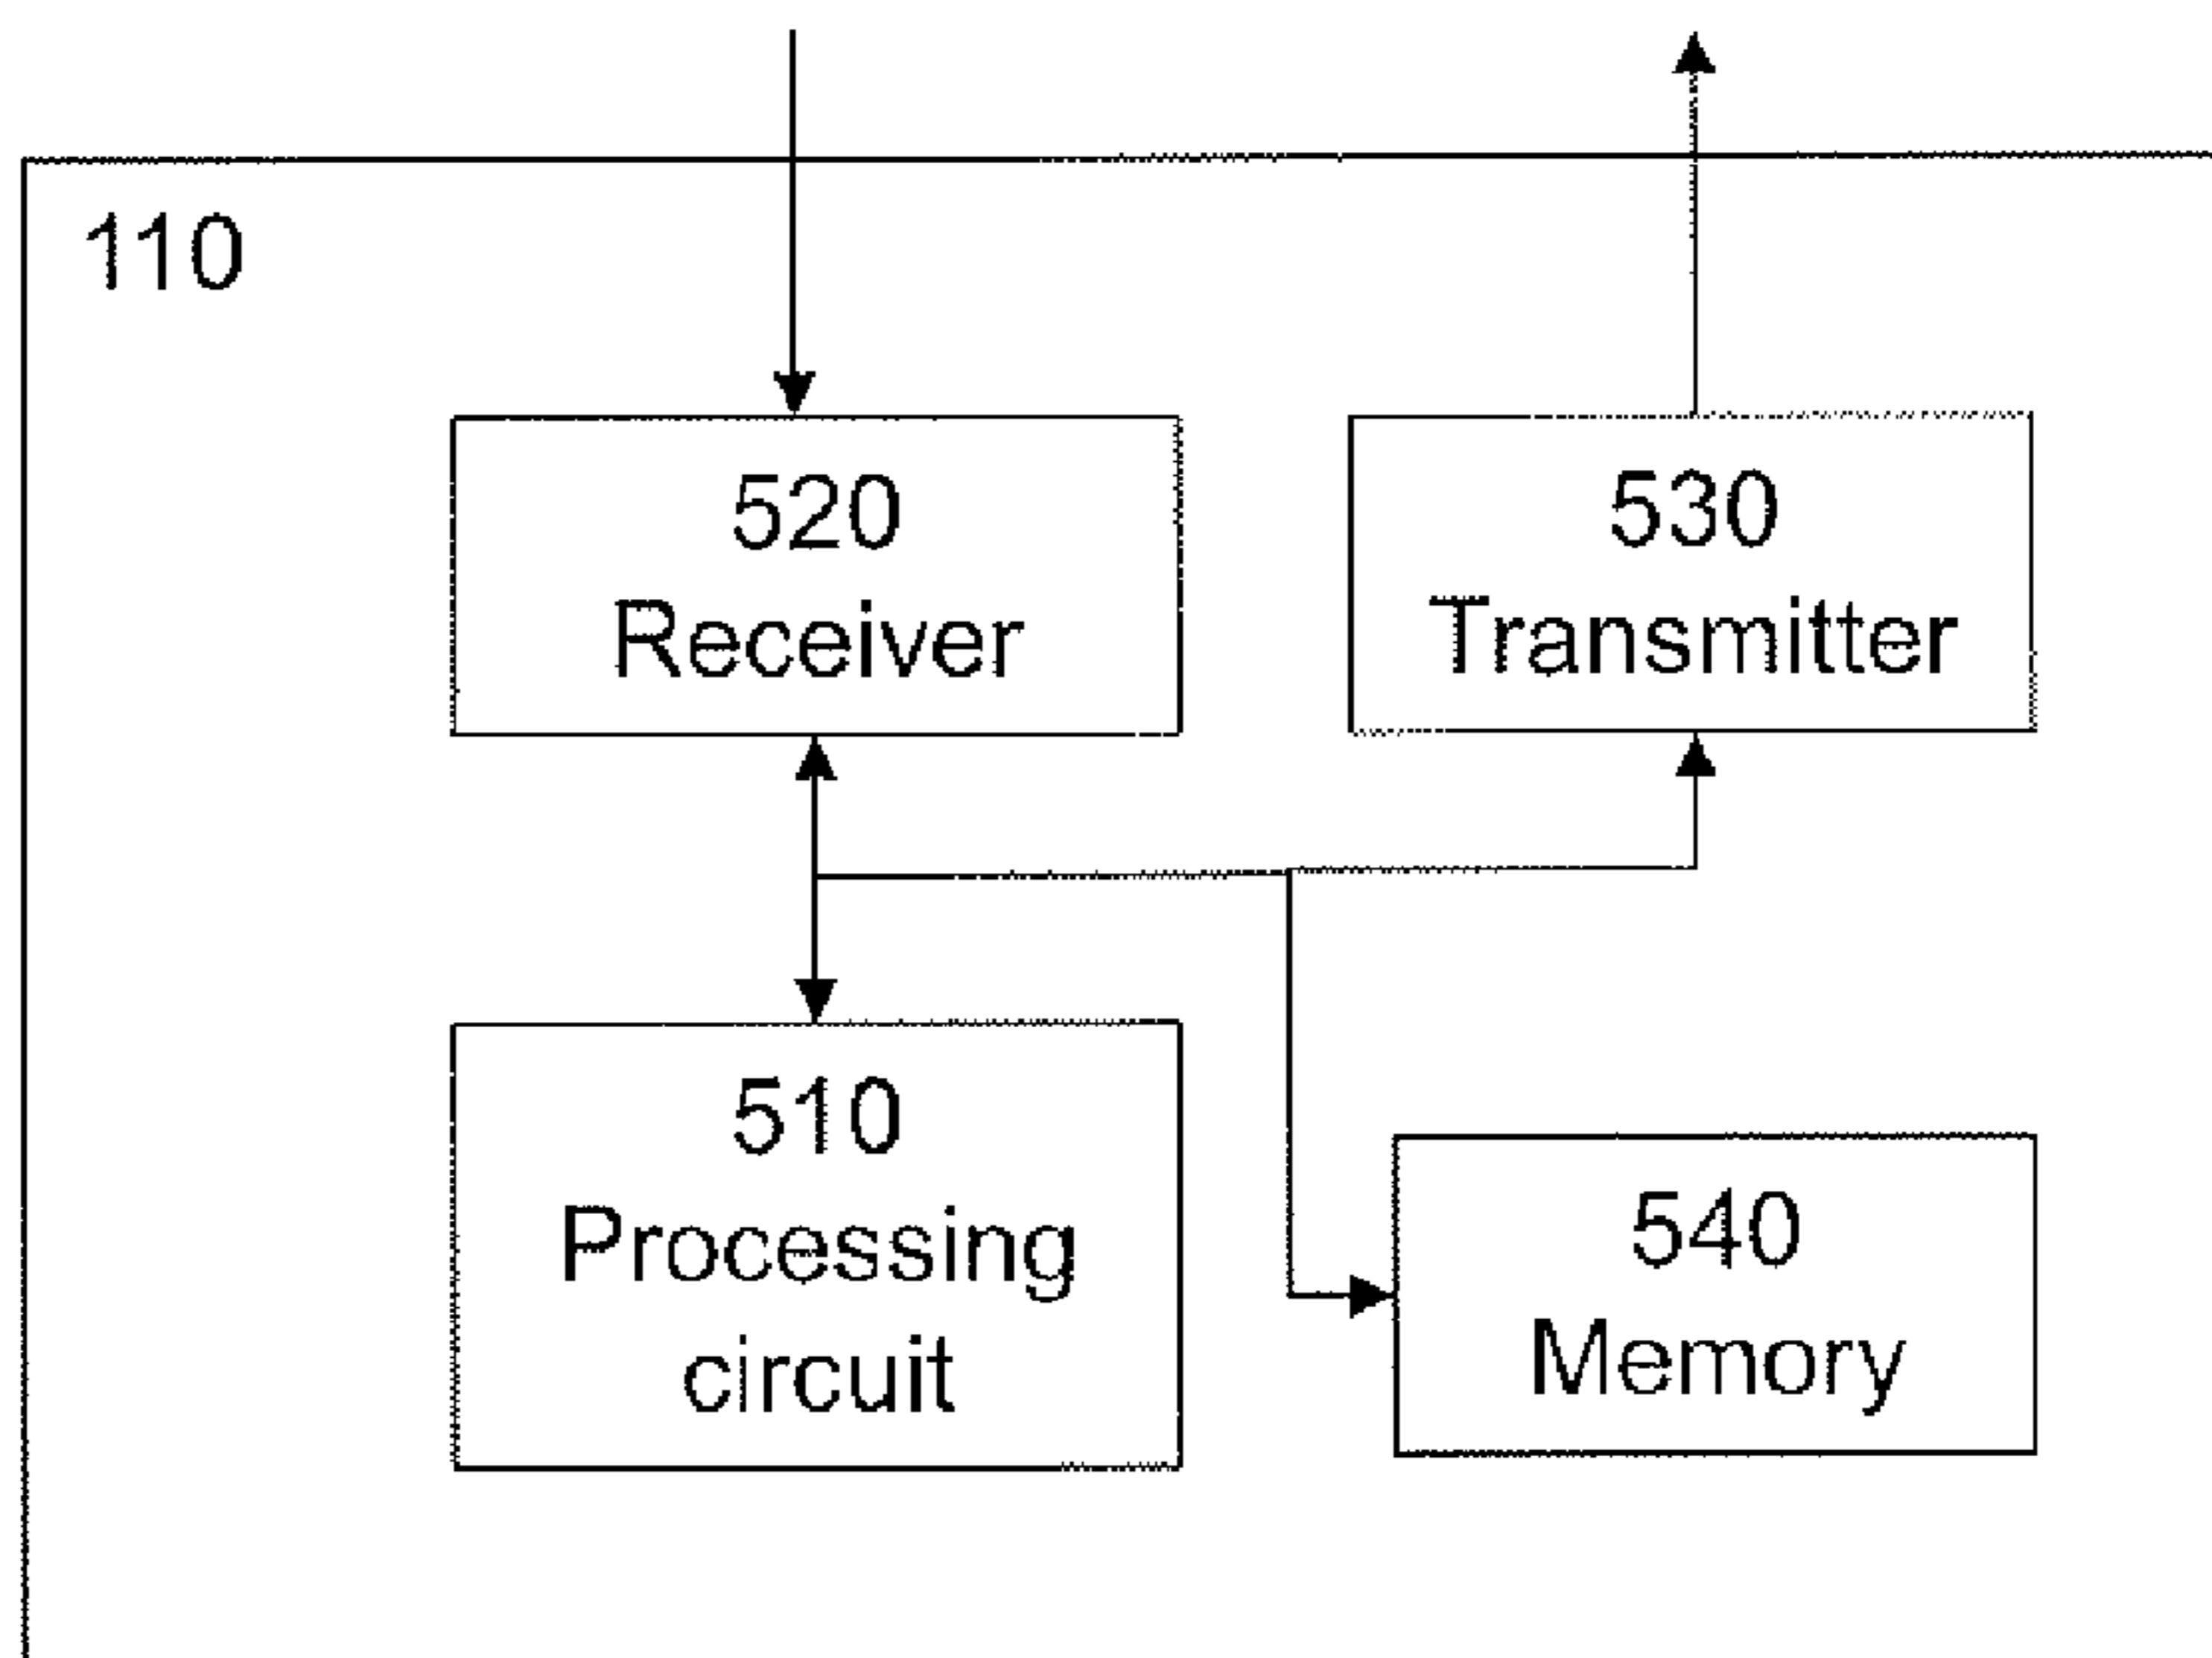 110
520
Receiver
530
Transmitter
510
Processing
circuit
540
Memory